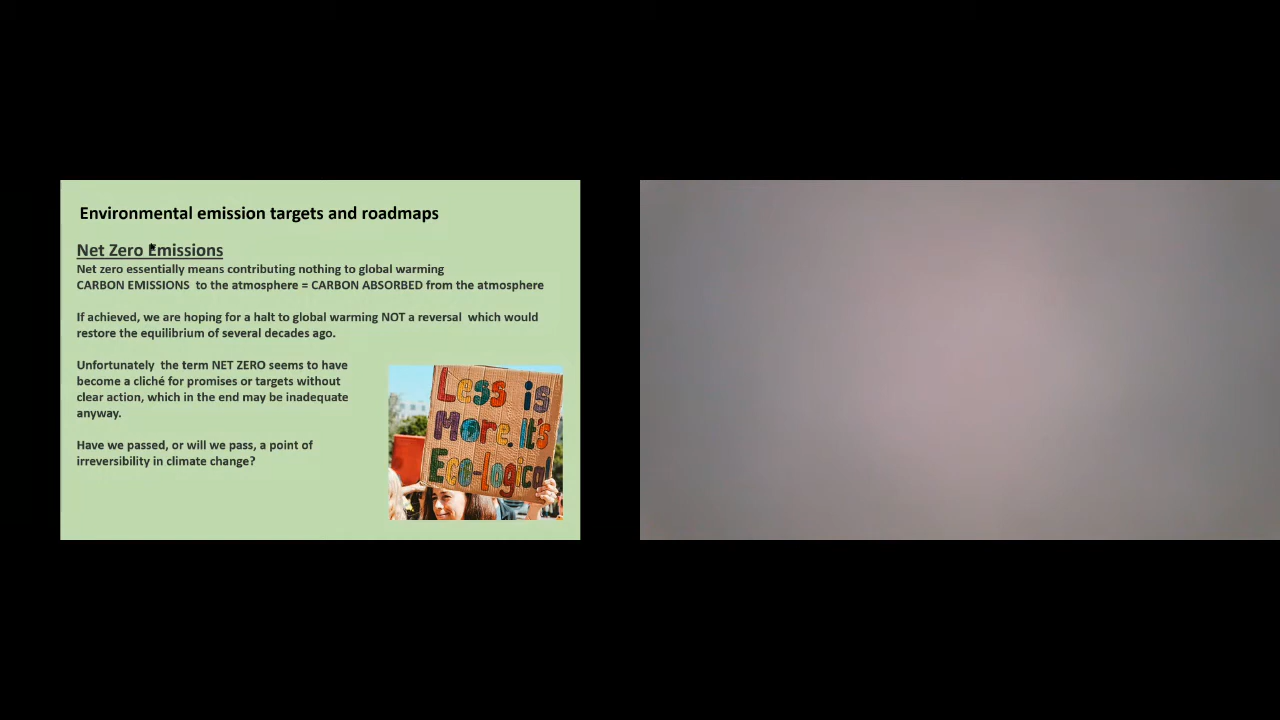 Environmental emission targets and roadmaps
Net Zero Emissions
Net zero essentially means contributing nothing to global warming
CARBON EMISSIONS to the atmosphere = CARBON ABSORBED from the atmosphere
If achieved, we are hoping for a halt to global warming NOT a reversal which would
restore the equilibrium of several decades ago.
Unfortunately the term NET ZERO seems to have
become a cliché for promises or targets without
clear action, which in the end may be inadequate
anyway.
Have we passed, or will we pass, a point of
irreversibility in climate change?
Less is
More. It's
Eco-Logical